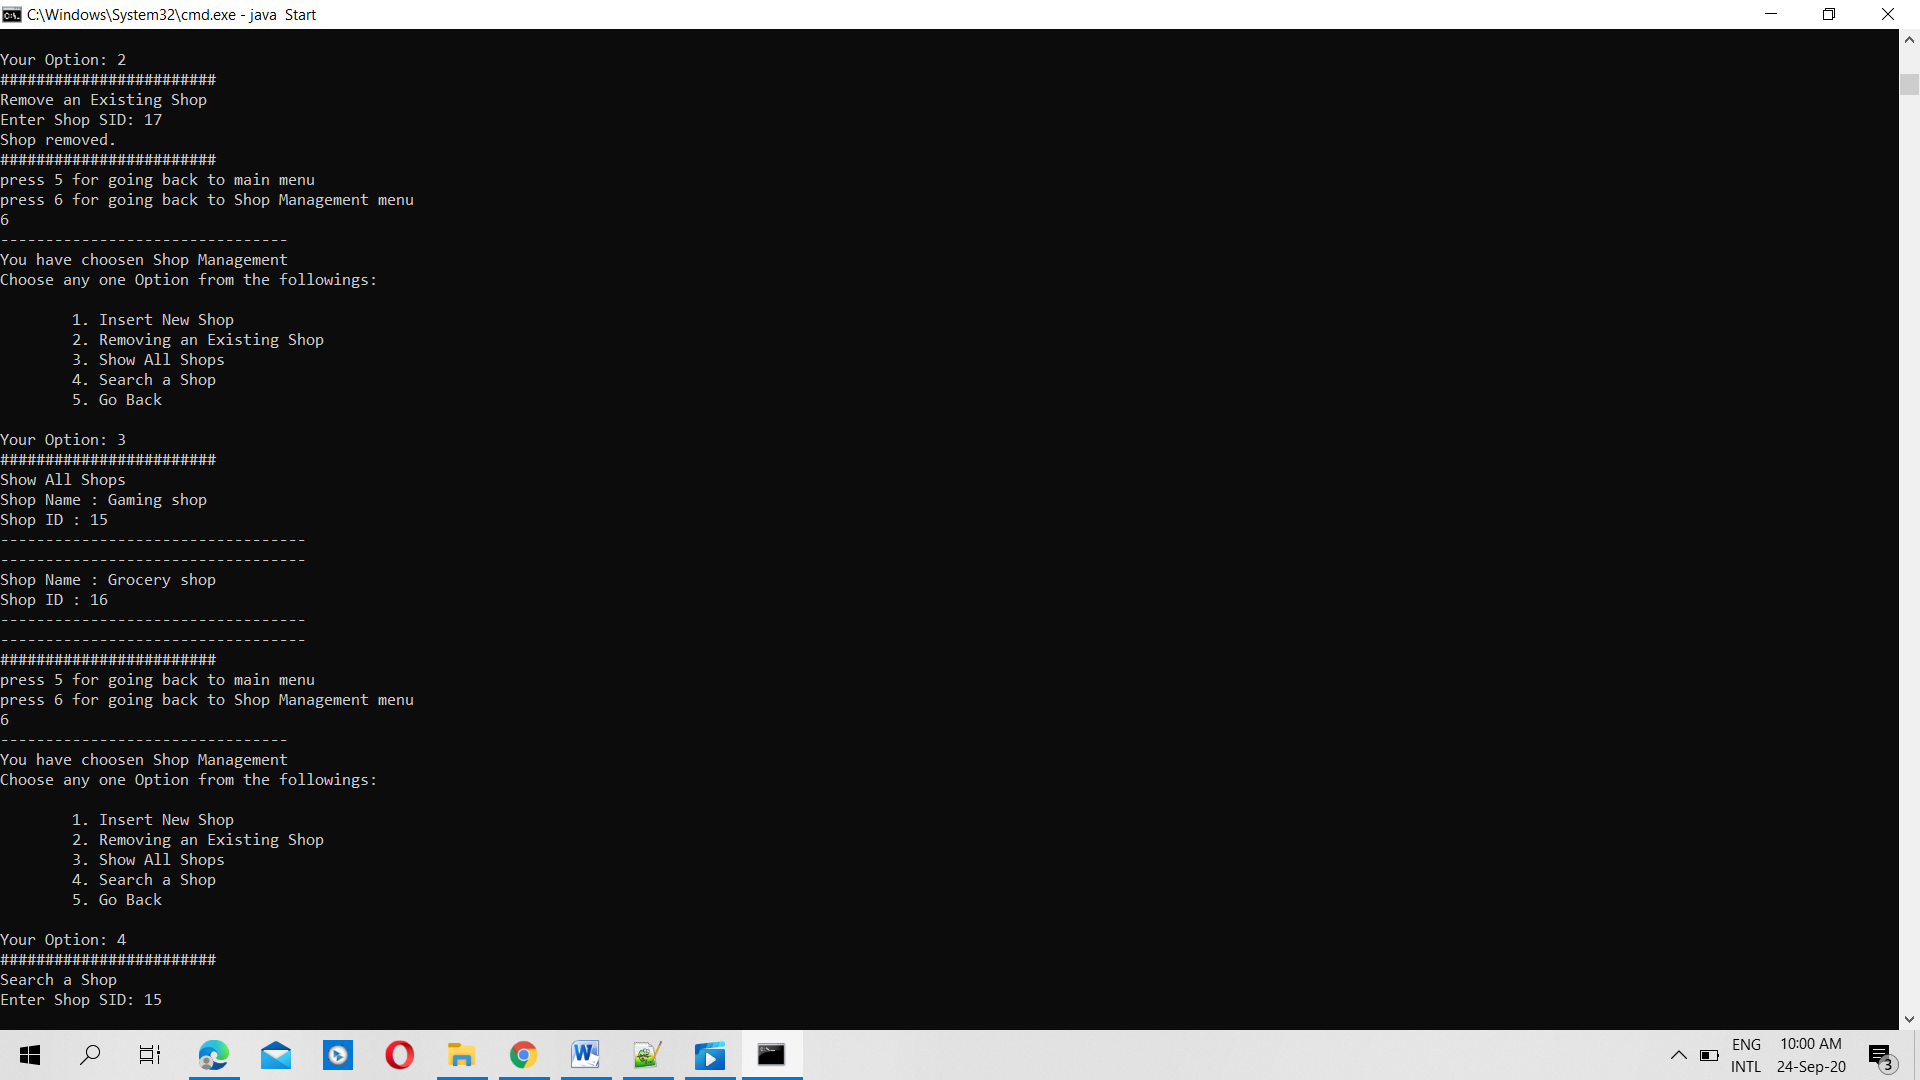 C:\Windows\System32\cmd.exe - java  Start
Your Option: 2
########################
Remove an Existing Shop
Enter Shop SID: 17
Shop removed.
########################
press 5 for going back to main menu
press 6 for going back to Shop Management menu
6
--------------------------------
You have choosen Shop Management
Choose any one Option from the followings:
1. Insert New Shop
2. Removing an Existing Shop
3. Show All Shops
4. Search a Shop
5. Go Back
Your Option: 3
########################
Show All Shops
Shop Name : Gaming shop
Shop ID : 15
----------------------------------
----------------------------------
Shop Name : Grocery shop
Shop ID : 16
----------------------------------
----------------------------------
########################
press 5 for going back to main menu
press 6 for going back to Shop Management menu
6
--------------------------------
You have choosen Shop Management
Choose any one Option from the followings:
1. Insert New Shop
2. Removing an Existing Shop
3. Show All Shops
4. Search a Shop
5. Go Back
Your Option: 4
########################
Search a Shop
Enter Shop SID: 15
ENG 10:00 AM
INTL 24-Sep-20
3